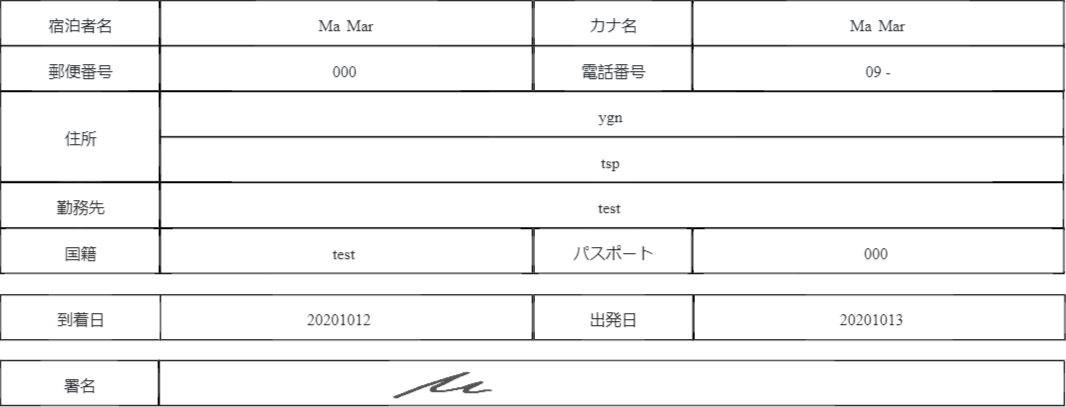 宿泊者名 Ma Mar カナ名 Ma Mar
郵便番号 000 電話番号 09 -
住所 ygn
tsp
勤務先 test
国籍 test パスポート 000
到着日 20201012 出発日 20201013
署名